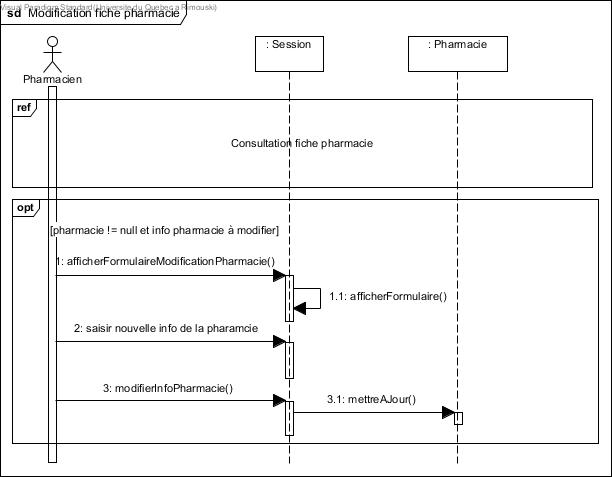 Visual Paradigm Standard(Universite du Quebec a Rimouski)
sd Modification fiche pharmacie
: Session
: Pharmacie
Pharmacien
ref
Consultation fiche pharmacie
opt
[pharmacie != null et info pharmacie à modifier]
1: afficherFormulaireModificationPharmacie()
1.1: afficherFormulaire()
2: saisir nouvelle info de la pharamcie
3: modifierInfoPharmacie()
3.1: mettreAJour()